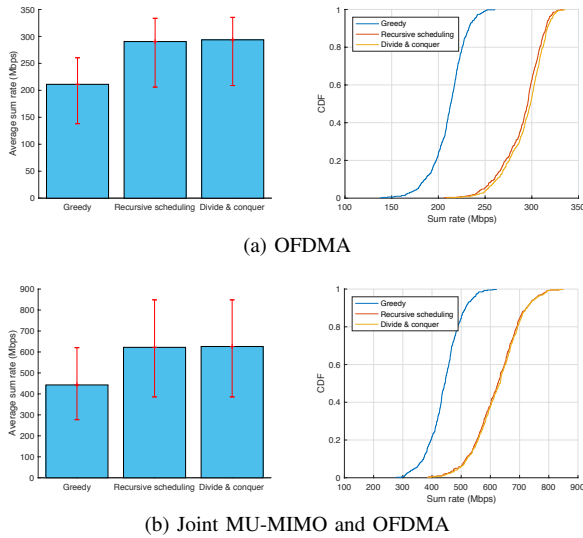 350
300
250
200
150
100
50
0
Average sum rate (Mbps)
Greedy Recursive scheduling Divide & conquer
1
0.8
0.6
0.4
0.2
0
CDF
Greedy
Recursive scheduling
Divide & conquer
100 150 200 250 300 350
Sum rate (Mbps)
(a) OFDMA
900
800
700
600
500
400
300
200
100
0
Average sum rate (Mbps)
Greedy Recursive scheduling Divide & conquer
1
0.8
0.6
0.4
0.2
0
CDF
Greedy
Recursive scheduling
Divide & conquer
100 200 300 400 500 600 700 800 900
Sum rate (Mbps)
(b) Joint MU-MIMO and OFDMA